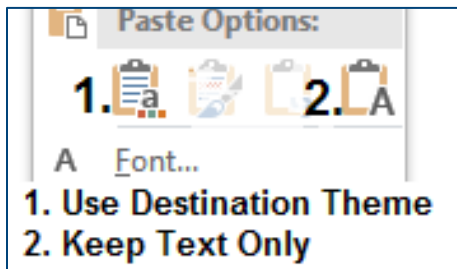 Paste Options:
1. a 2. A
A Font...
1. Use Destination Theme
2. Keep Text Only